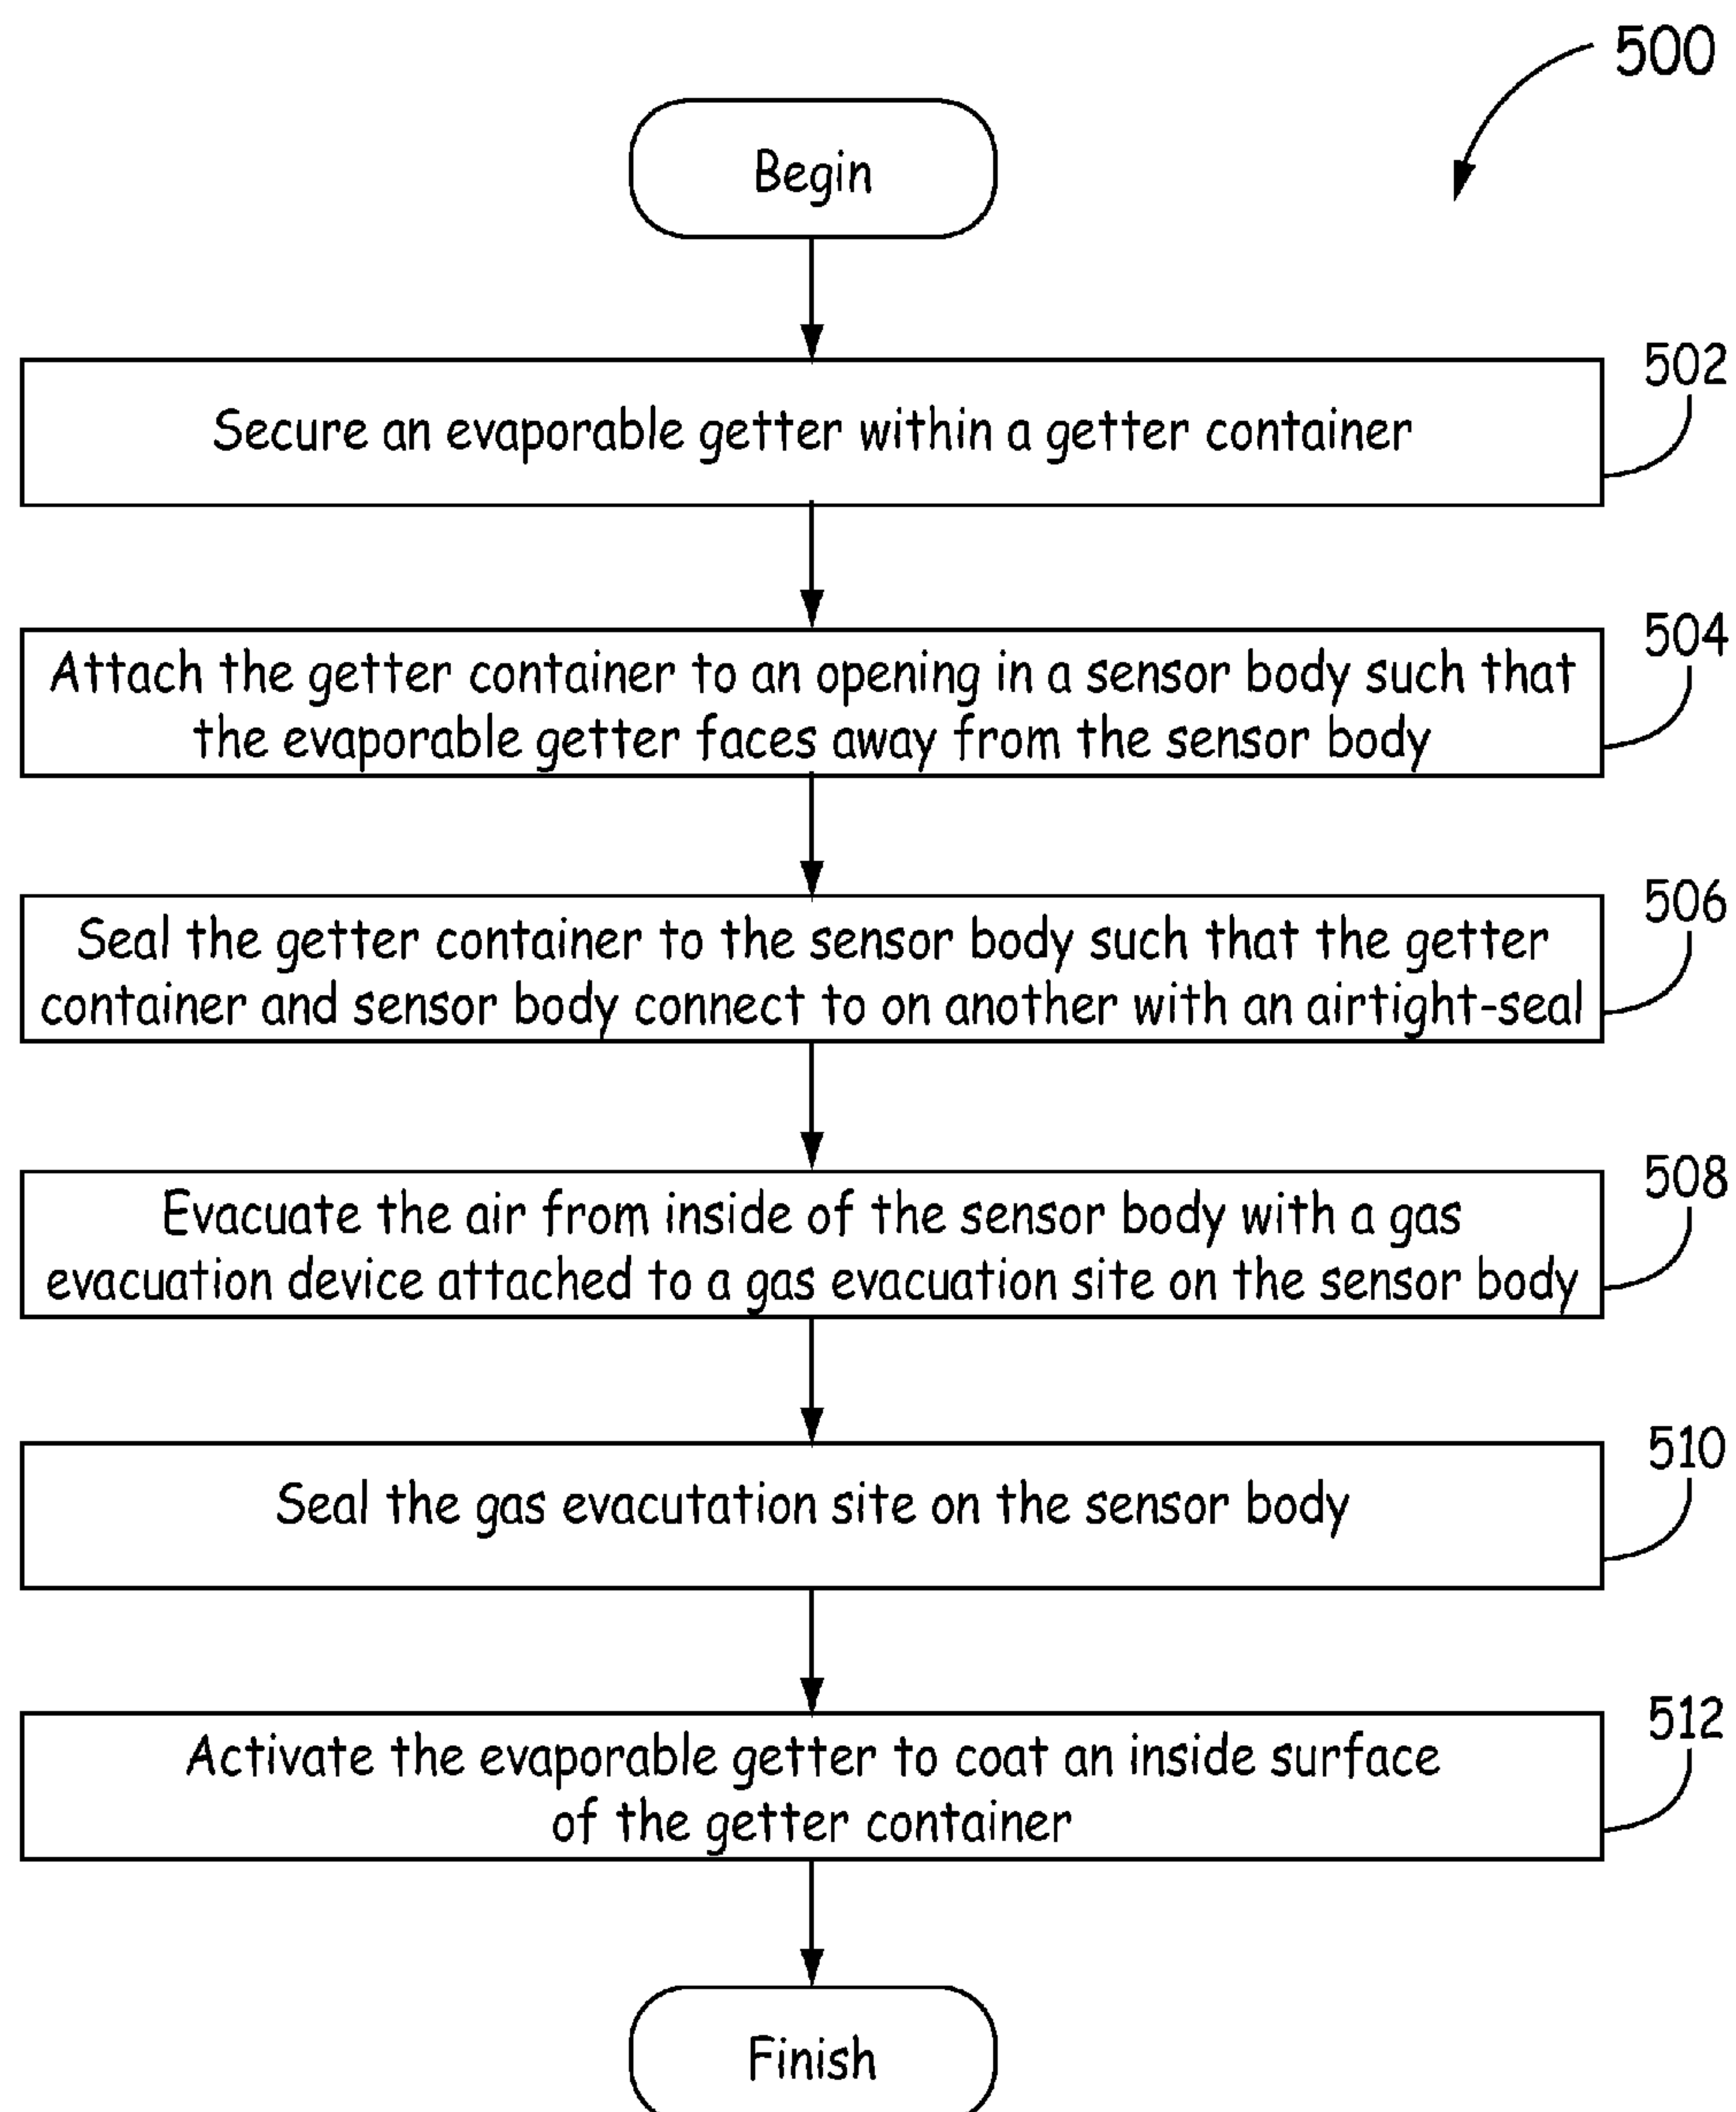 500
Begin
502
Secure an evaporable getter within a getter container
504
Attach the getter container to an opening in a sensor body such that
the evaporable getter faces away from the sensor body
506
Seal the getter container to the sensor body such that the getter
container and sensor body connect to on another with an airtight-seal
508
Evacuate the air from inside of the sensor body with a gas
evacuation device attached to a gas evacuation site on the sensor body
510
Seal the gas evacutation site on the sensor body
512
Activate the evaporable getter to coat an inside surface
of the getter container
Finish